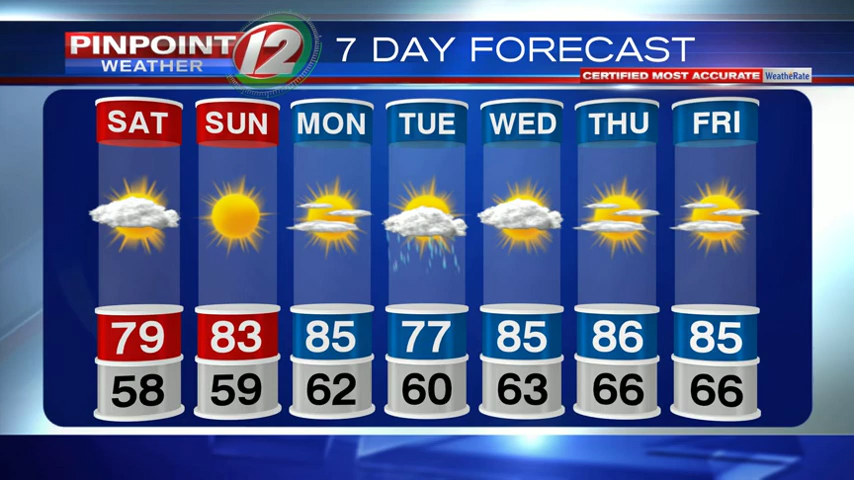 PINPOINT 12 7 DAY FORECAST
WEATHER
CERTIFIED MOST ACCURATE WeatheRate
SAT SUN MON TUE WED THU FRI
79 83 85 77 85 86 85
58 59 62 60 63 66 66